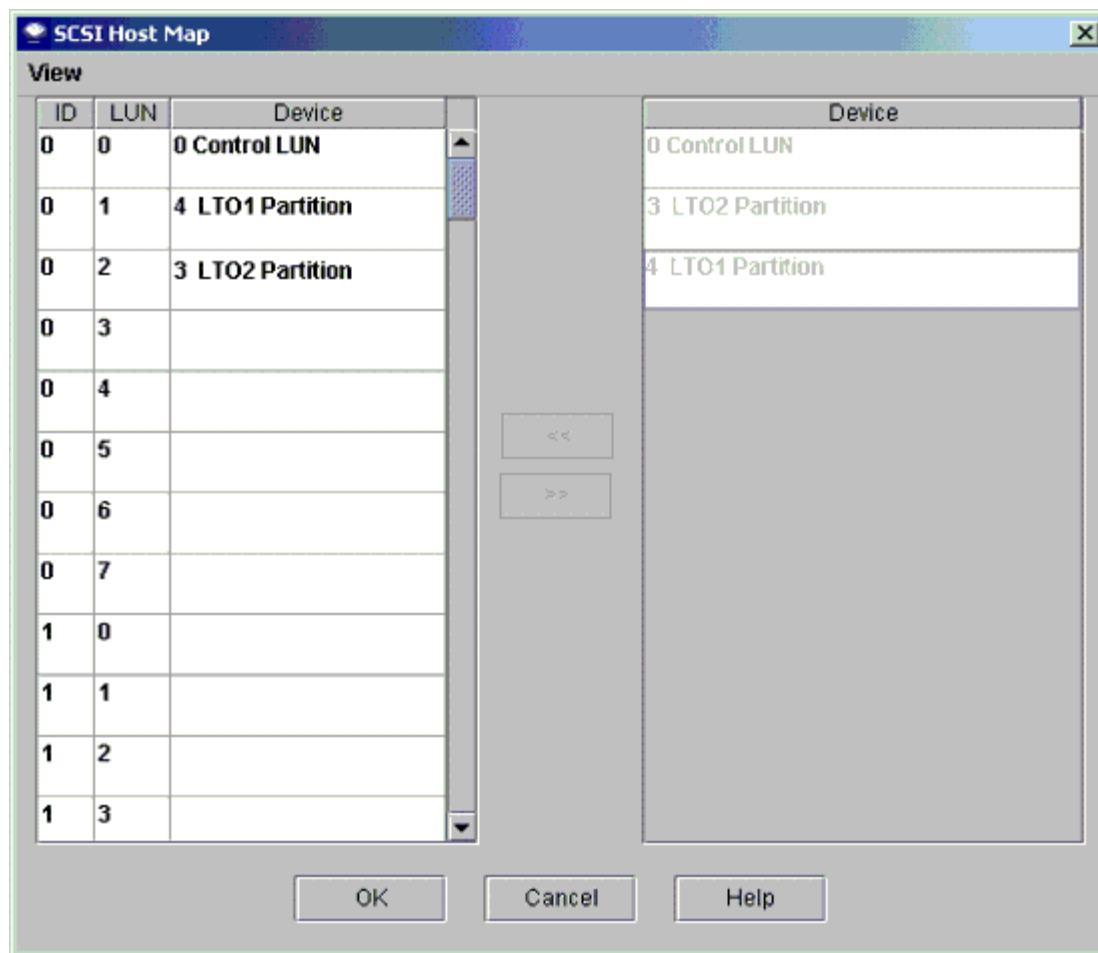 SCSI Host Map
View
ID LUN Device
0 0 0 Control LUN
0 1 4 LTO1 Partition
0 2 3 LTO2 Partition
0 3
0 4
0 5
0 6
0 7
1 0
1 1
1 2
1 3
<<
>>
Device
0 Control LUN
3 LTO2 Partition
4 LTO1 Partition
OK Cancel Help